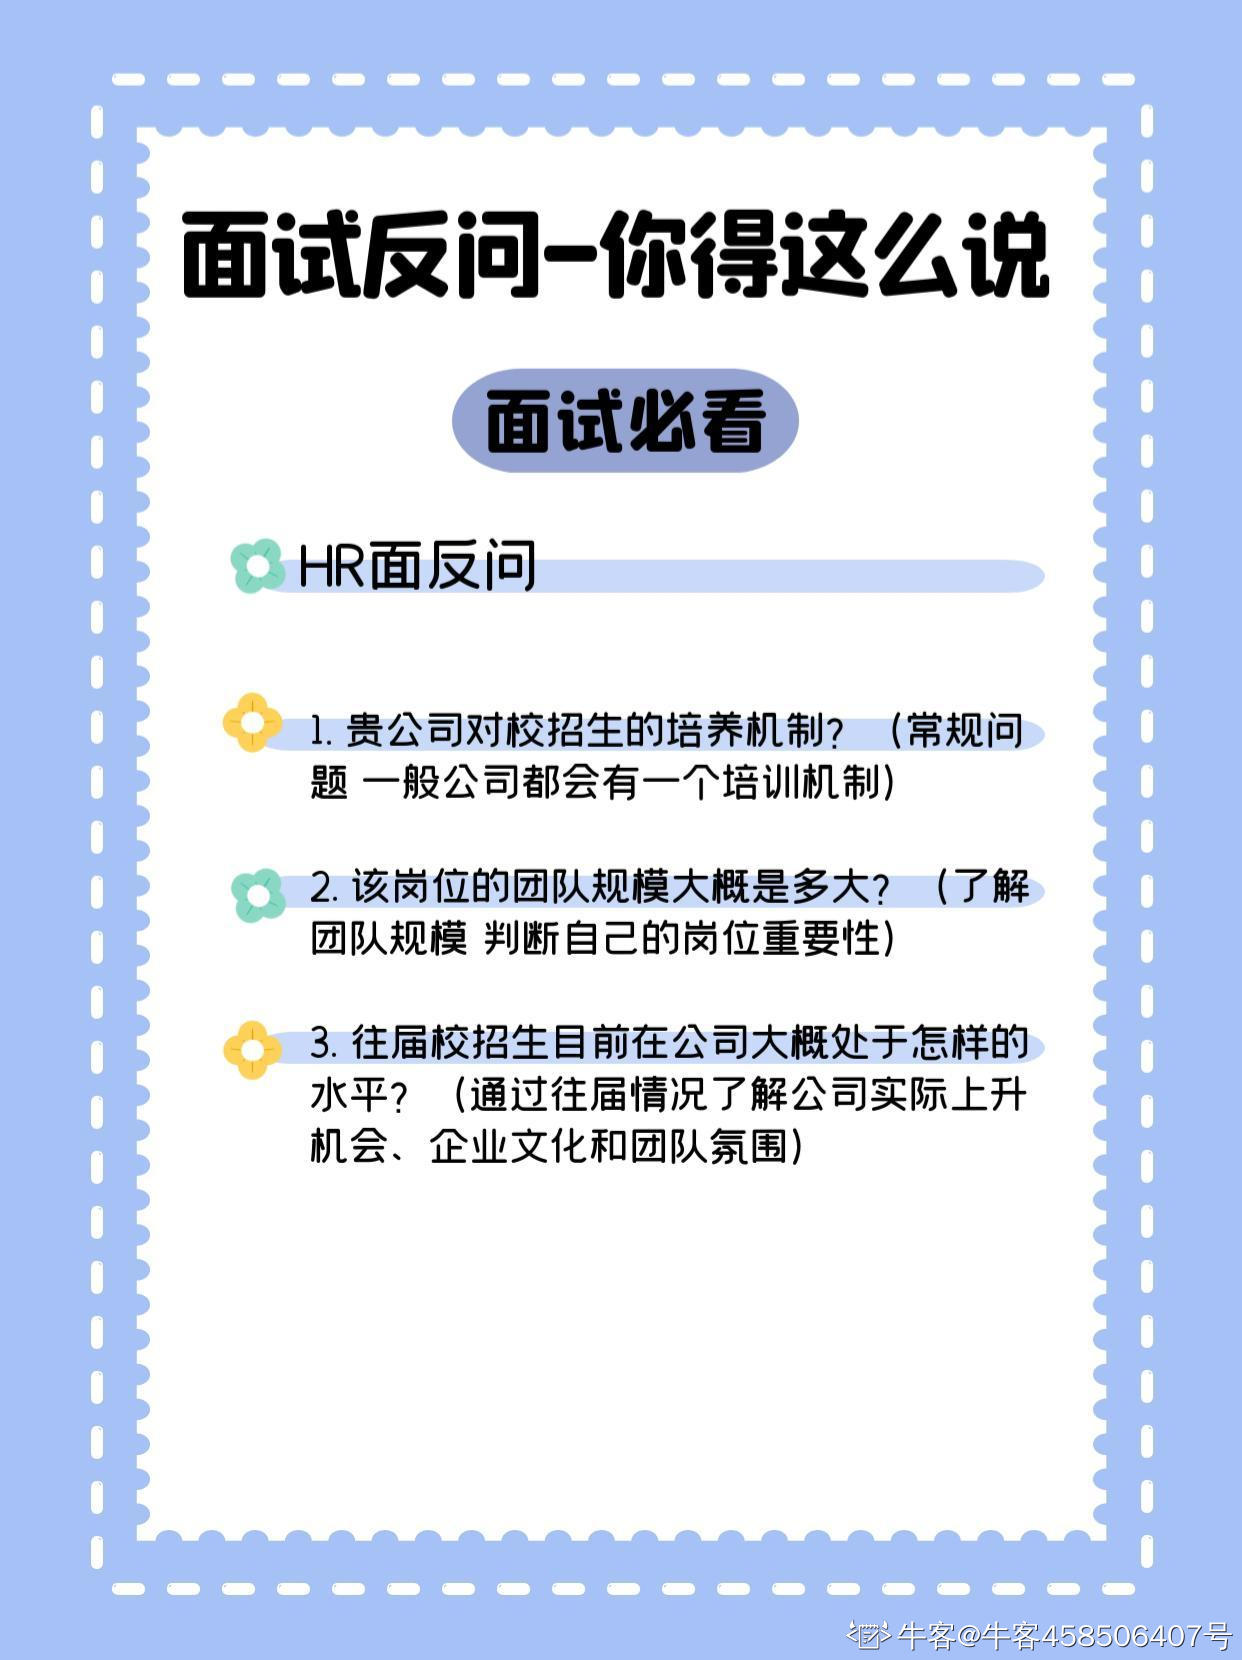 面试反问-你得这么说
面试必看
HR面反问
1. 贵公司对校招生的培养机制？（常规问
题 一般公司都会有一个培训机制）
2. 该岗位的团队规模大概是多大？（了解
团队规模 判断自己的岗位重要性）
3. 往届校招生目前在公司大概处于怎样的
水平？（通过往届情况了解公司实际上升
机会、企业文化和团队氛围）
牛客@牛客458506407号